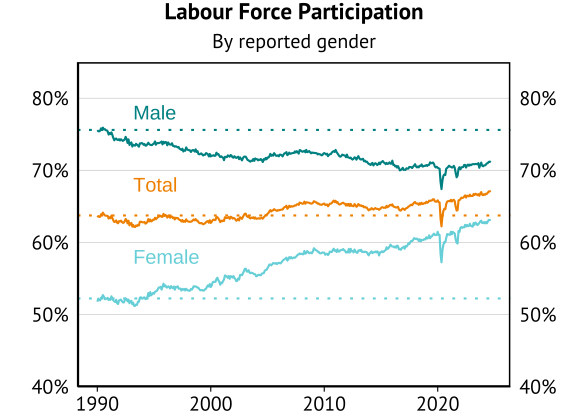 Labour Force Participation
By reported gender
80% 80%
Male
70% 70%
Total
60% 60%
Female
50% 50%
40% 40%
1990 2000 2010 2020